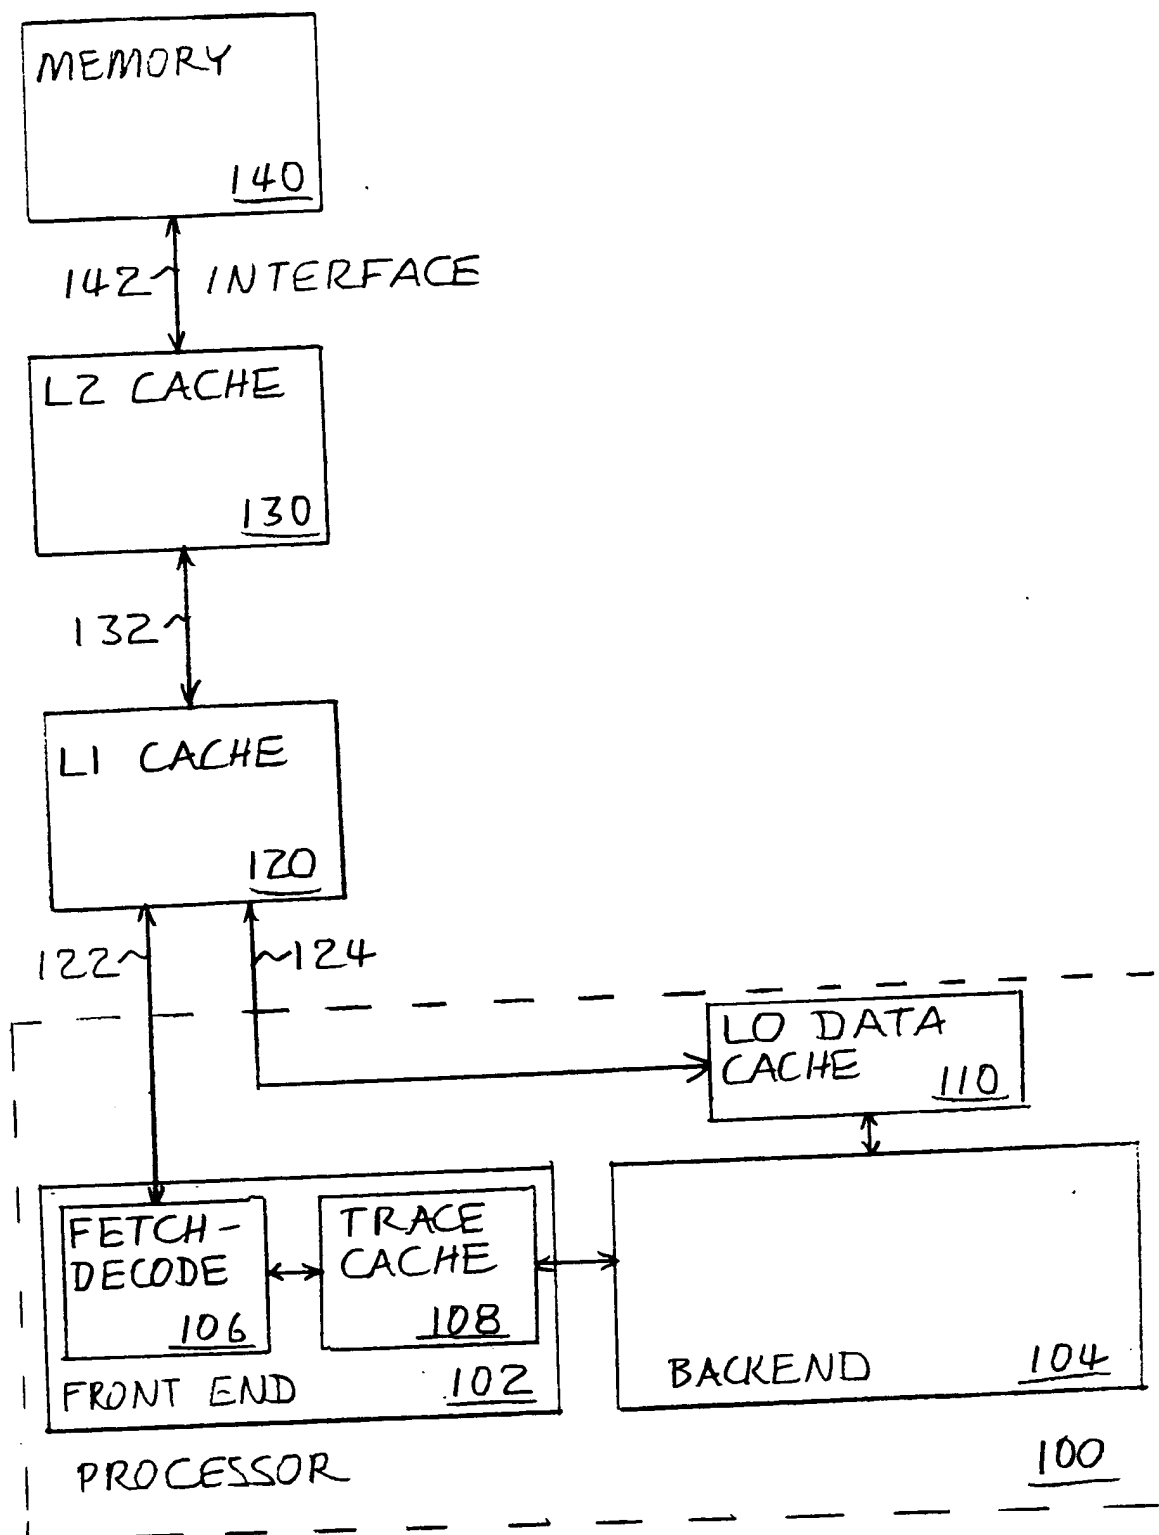 MEMORY
140
142 INTERFACE
L2 CACHE
130
132
L1 CACHE
120
122
124
L0 DATA
CACHE
110
FETCH-
DECODE
106
TRACE
CACHE
108
FRONT END
102
BACKEND
104
PROCESSOR
100